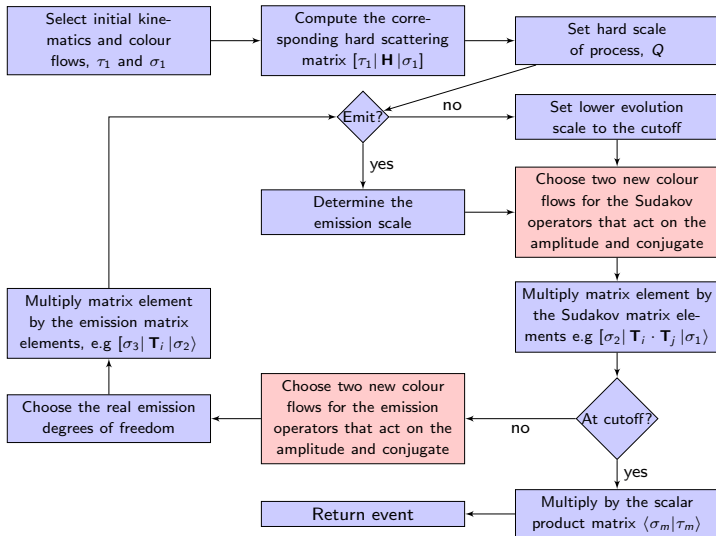 Select initial kine-
matics and colour
flows, τ₁ and σ₁
Compute the corre-
sponding hard scattering
matrix [τ₁| H |σ₁]
Set hard scale
of process, Q
Emit?
no
Set lower evolution
scale to the cutoff
yes
Determine the
emission scale
Choose two new colour
flows for the Sudakov
operators that act on the
amplitude and conjugate
Multiply matrix element
by the emission matrix
elements, e.g [σ₃| Tᵢ |σ₂⟩
Multiply matrix element by
the Sudakov matrix ele-
ments e.g [σ₂| Tᵢ · Tⱼ |σ₁⟩
Choose the real emission
degrees of freedom
Choose two new colour
flows for the emission
operators that act on the
amplitude and conjugate
no
At cutoff?
yes
Return event
Multiply by the scalar
product matrix ⟨σₘ|τₘ⟩